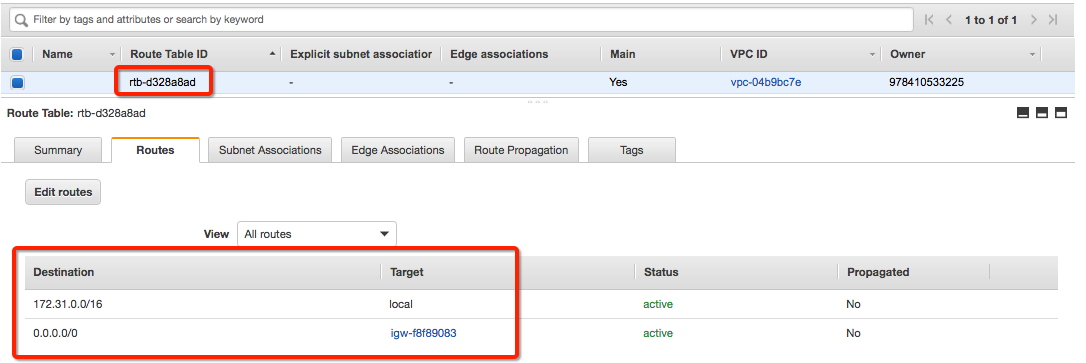 Filter by tags and attributes or search by keyword 1 to 1 of 1
Name Route Table ID Explicit subnet association Edge associations Main VPC ID Owner
rtb-d328a8ad - - Yes vpc-04b9bc7e 978410533225
Route Table: rtb-d328a8ad
Summary Routes Subnet Associations Edge Associations Route Propagation Tags
Edit routes
View All routes
Destination Target Status Propagated
172.31.0.0/16 local active No
0.0.0.0/0 igw-f8f89083 active No